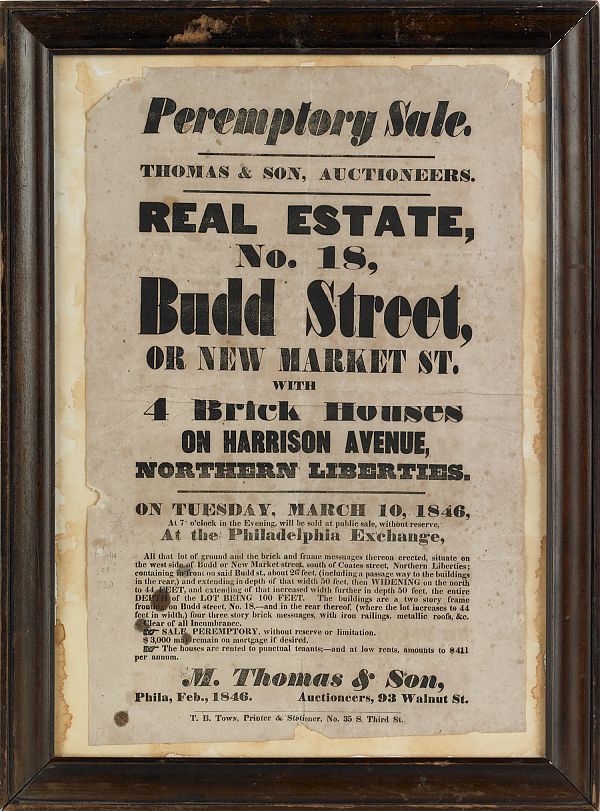 Peremptory Sale.
THOMAS & SON, AUCTIONEERS.
REAL ESTATE,
No. 18,
Budd Street,
OR NEW MARKET ST.
WITH
4 Brick Houses
ON HARRISON AVENUE,
NORTHERN LIBERTIES.
ON TUESDAY, MARCH 10, 1846,
At 7 o'clock in the Evening, will be sold at public sale, without reserve,
At the Philadelphia Exchange,
All that lot of ground and the brick and frame messuages thereon erected, situate on
the west side of Budd or New Market street, south of Coates street, Northern Liberties;
containing in front on said Budd st., about 26 feet, (including a passage way to the buildings
in the rear,) and extending in depth of that width 50 feet, then WIDENING on the north
to 44 FEET, and extending of that increased width further in depth 50 feet, the entire
DEPTH of the LOT BEING 100 FEET. The buildings are a two story frame
fronting on Budd street, No. 18,—and in the rear thereof, (where the lot increases to 44
feet in width,) four three story brick messuages, with iron railings, metallic roofs, &c.
Clear of all Incumbrance.
☞ SALE PEREMPTORY, without reserve or limitation.
$3,000 may remain on mortgage if desired.
☞ The houses are rented to punctual tenants;—and at low rents, amounts to $411
per annum.
M. Thomas & Son,
Phila, Feb., 1846. Auctioneers, 93 Walnut St.
T. B. Town, Printer & Stationer, No. 35 S. Third St.